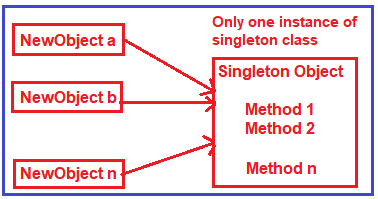 Only one instance of
singleton class
NewObject a
NewObject b
NewObject n
Singleton Object
Method 1
Method 2
Method n